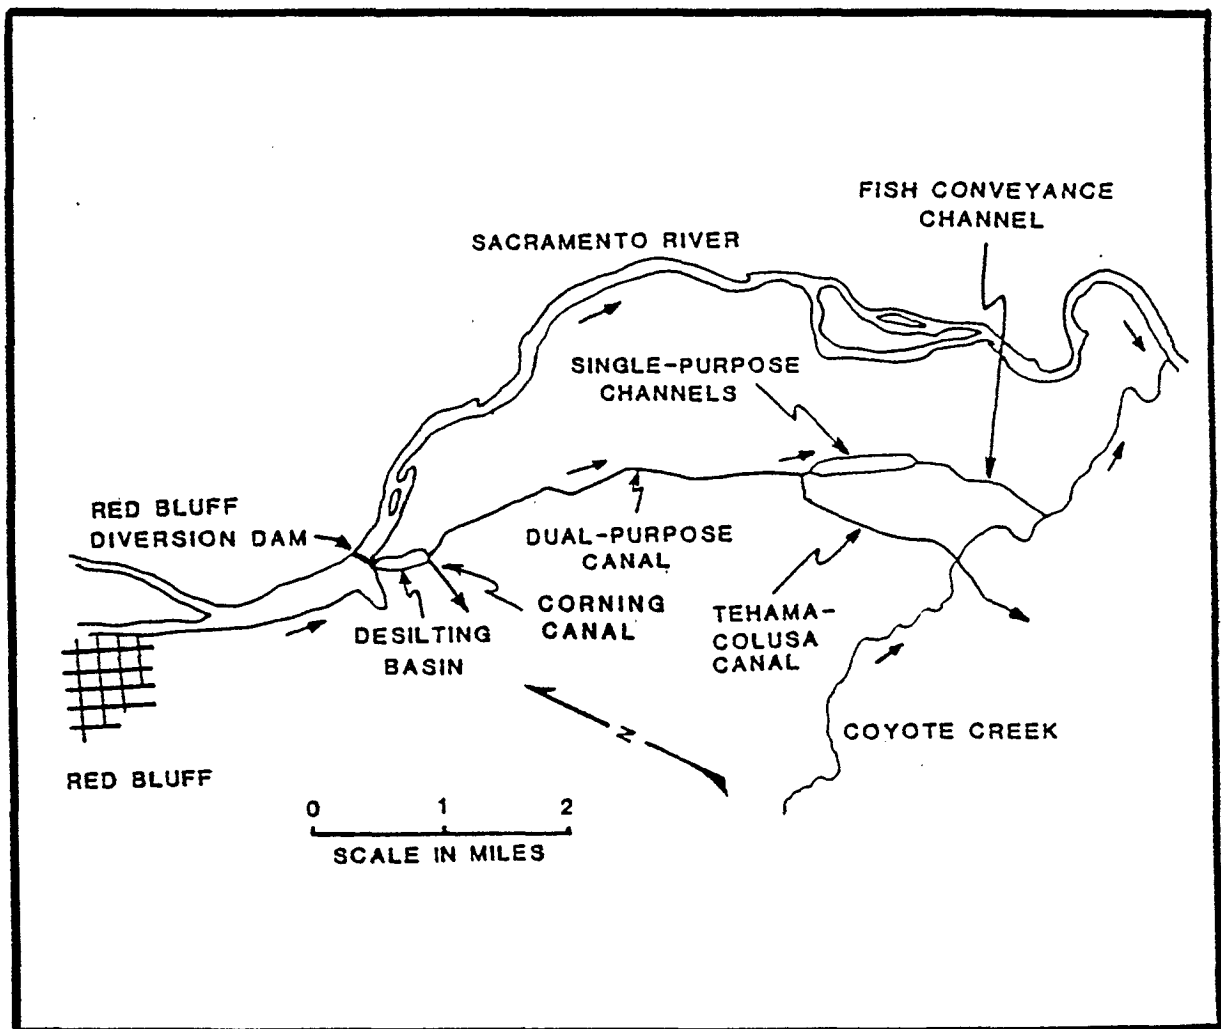 FISH CONVEYANCE
CHANNEL
SACRAMENTO RIVER
SINGLE-PURPOSE
CHANNELS
RED BLUFF
DIVERSION DAM
DUAL-PURPOSE
CANAL
CORNING
CANAL
DESILTING
BASIN
TEHAMA-
COLUSA
CANAL
COYOTE CREEK
N
RED BLUFF
0 1 2
SCALE IN MILES